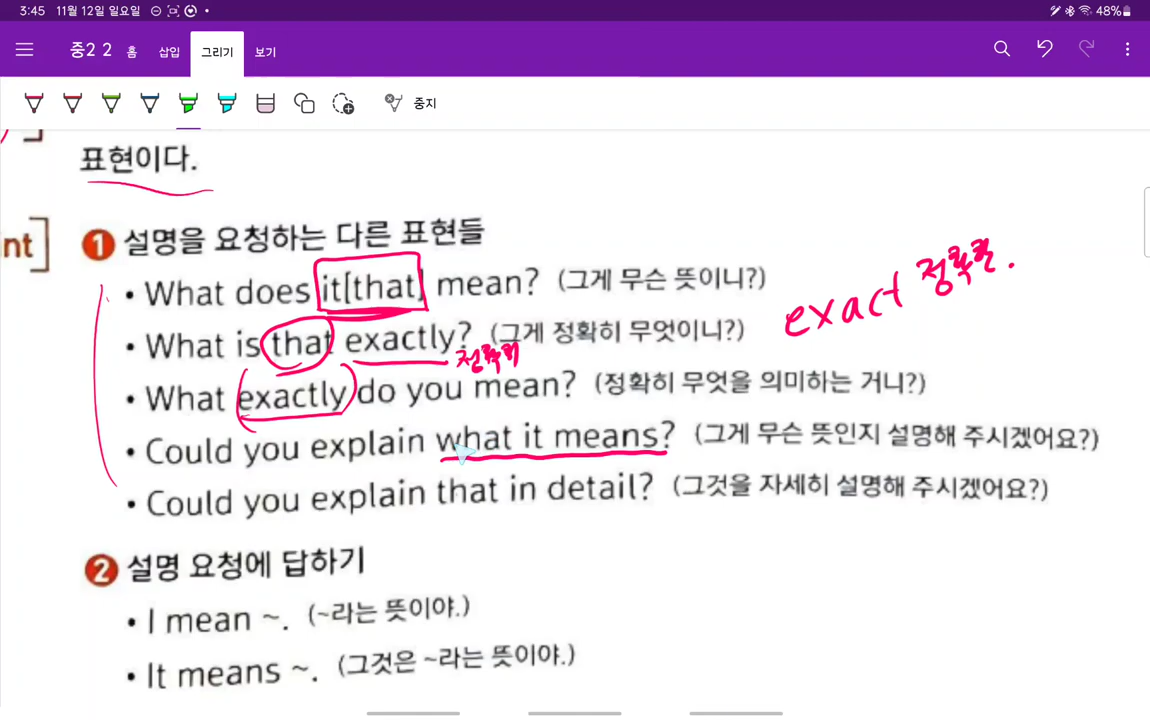 3:45 11월 12일 일요일 48%
중2 2 홈 삽입 그리기 보기
중지
표현이다.
nt]
1 설명을 요청하는 다른 표현들
• What does it[that] mean? (그게 무슨 뜻이니?)
exact 정확한.
• What is that exactly? (그게 정확히 무엇이니?)
정확히
• What exactly do you mean? (정확히 무엇을 의미하는 거니?)
• Could you explain what it means? (그게 무슨 뜻인지 설명해 주시겠어요?)
• Could you explain that in detail? (그것을 자세히 설명해 주시겠어요?)
2 설명 요청에 답하기
• I mean ~. (~라는 뜻이야.)
• It means ~. (그것은 ~라는 뜻이야.)